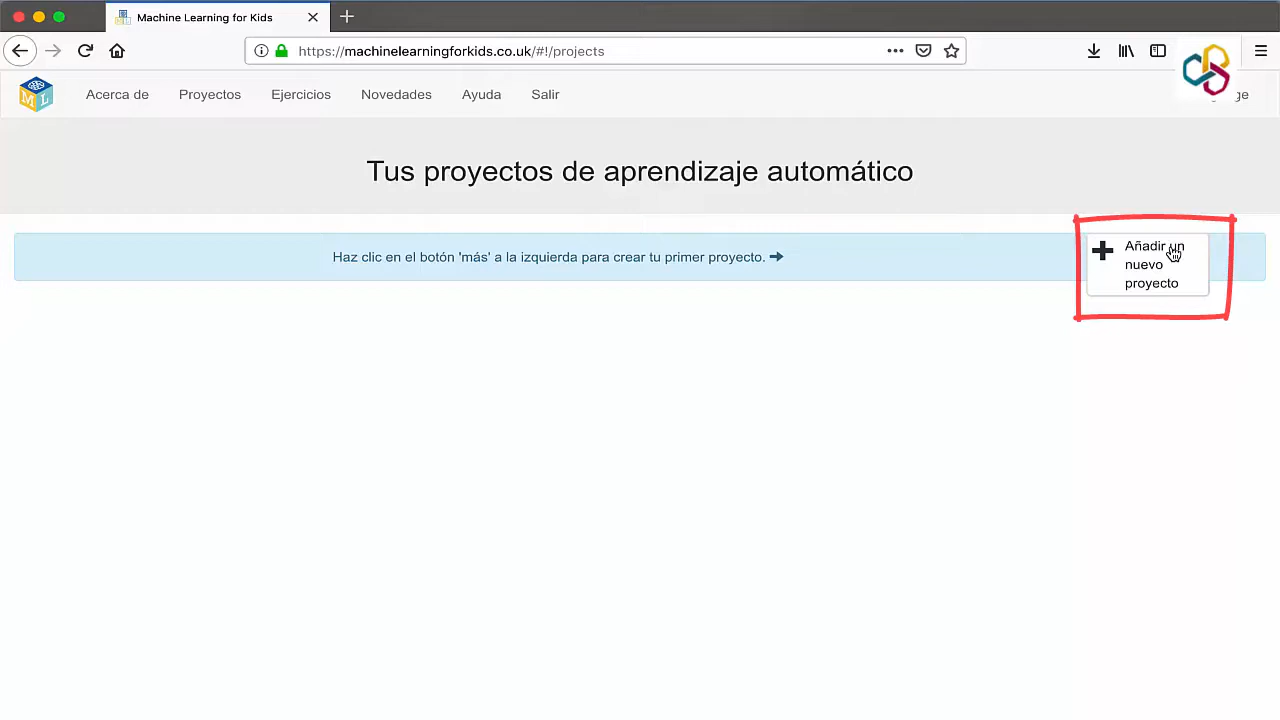 Machine Learning for Kids
https://machinelearningforkids.co.uk/#!/projects
ML
Acerca de Proyectos Ejercicios Novedades Ayuda Salir
Tus proyectos de aprendizaje automático
Haz clic en el botón 'más' a la izquierda para crear tu primer proyecto.
Añadir un
nuevo
proyecto